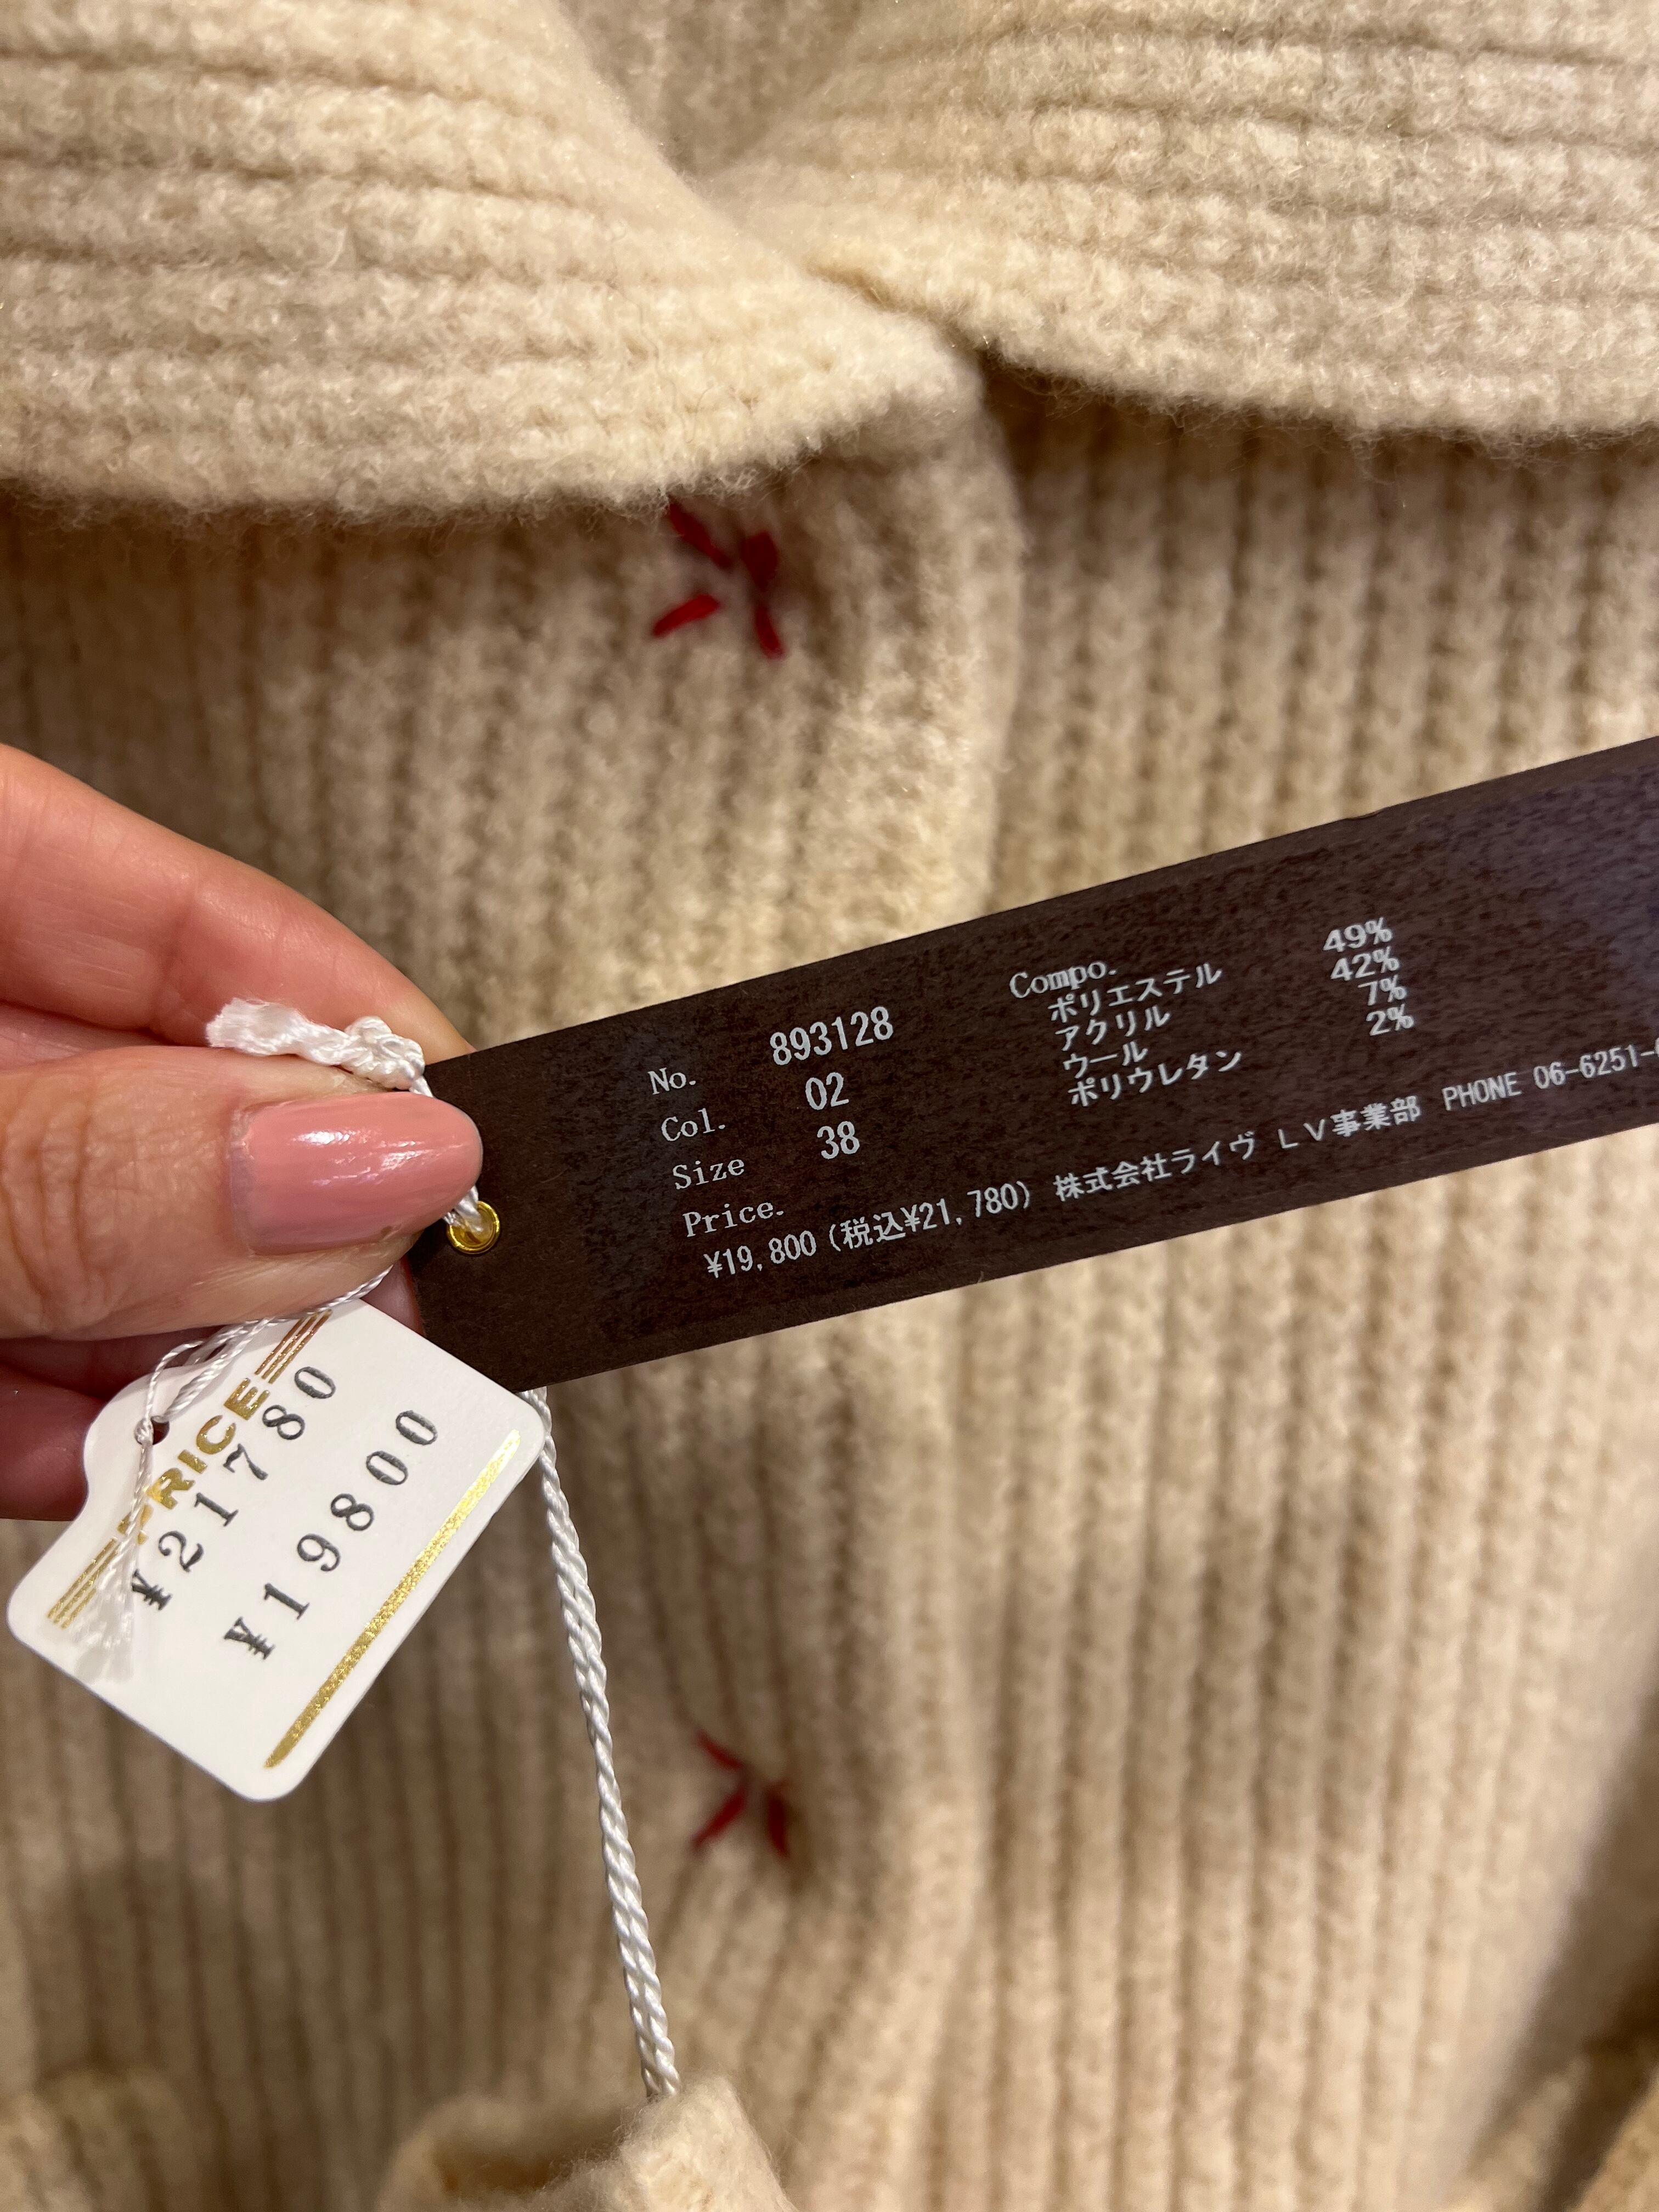 No. 893128
Col. 02
Size 38
Price.
¥19,800(税込¥21,780) 株式会社ライヴ LV事業部 PHONE 06-6251-
Compo.
ポリエステル 49%
アクリル 42%
ウール 7%
ポリウレタン 2%
PRICE
¥21780
¥19800